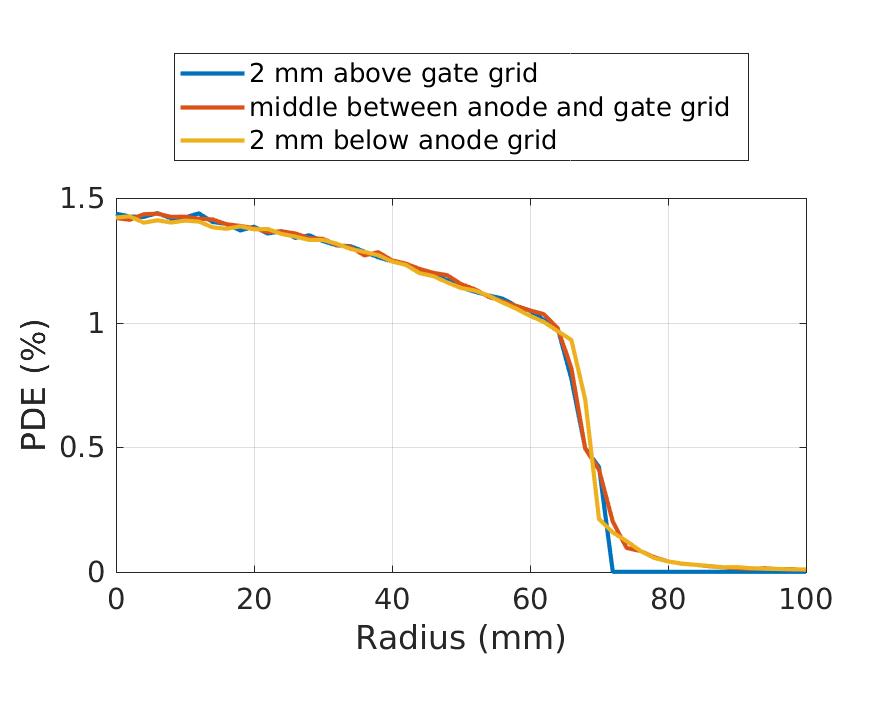 2 mm above gate grid
middle between anode and gate grid
2 mm below anode grid
1.5
1
0.5
0
PDE (%)
0 20 40 60 80 100
Radius (mm)